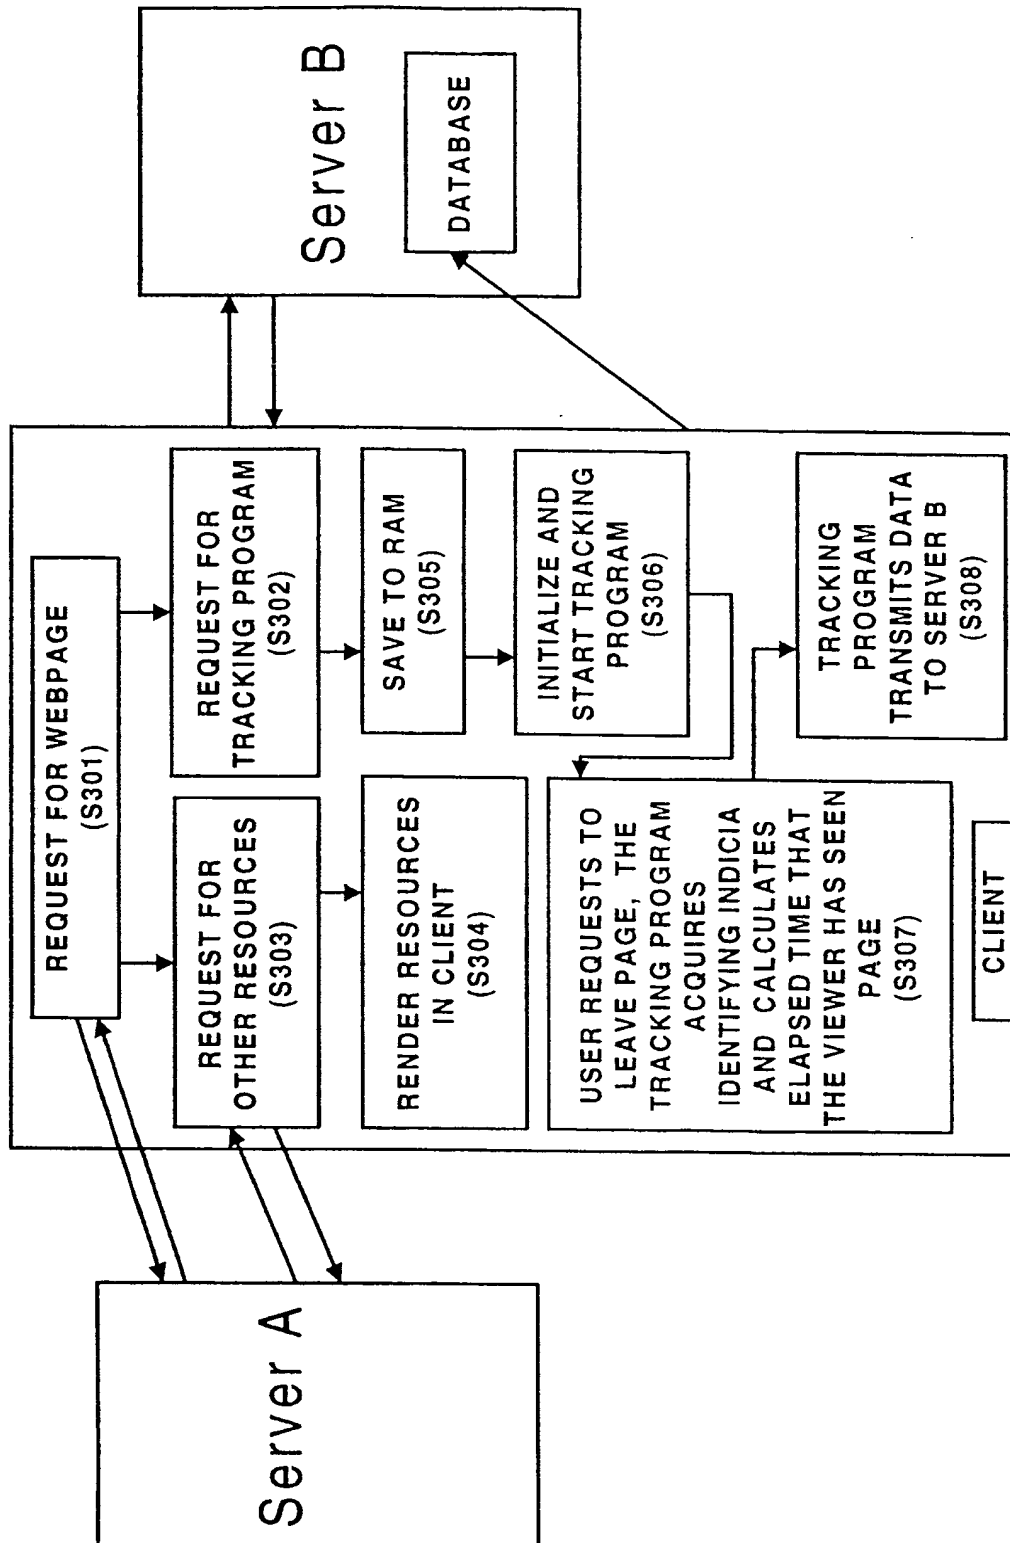 Server A
REQUEST FOR WEBPAGE
(S301)
REQUEST FOR
OTHER RESOURCES
(S303)
REQUEST FOR
TRACKING PROGRAM
(S302)
RENDER RESOURCES
IN CLIENT
(S304)
SAVE TO RAM
(S305)
INITIALIZE AND
START TRACKING
PROGRAM
(S306)
USER REQUESTS TO
LEAVE PAGE, THE
TRACKING PROGRAM
ACQUIRES
IDENTIFYING INDICIA
AND CALCULATES
ELAPSED TIME THAT
THE VIEWER HAS SEEN
PAGE
(S307)
TRACKING
PROGRAM
TRANSMITS DATA
TO SERVER B
(S308)
CLIENT
Server B
DATABASE